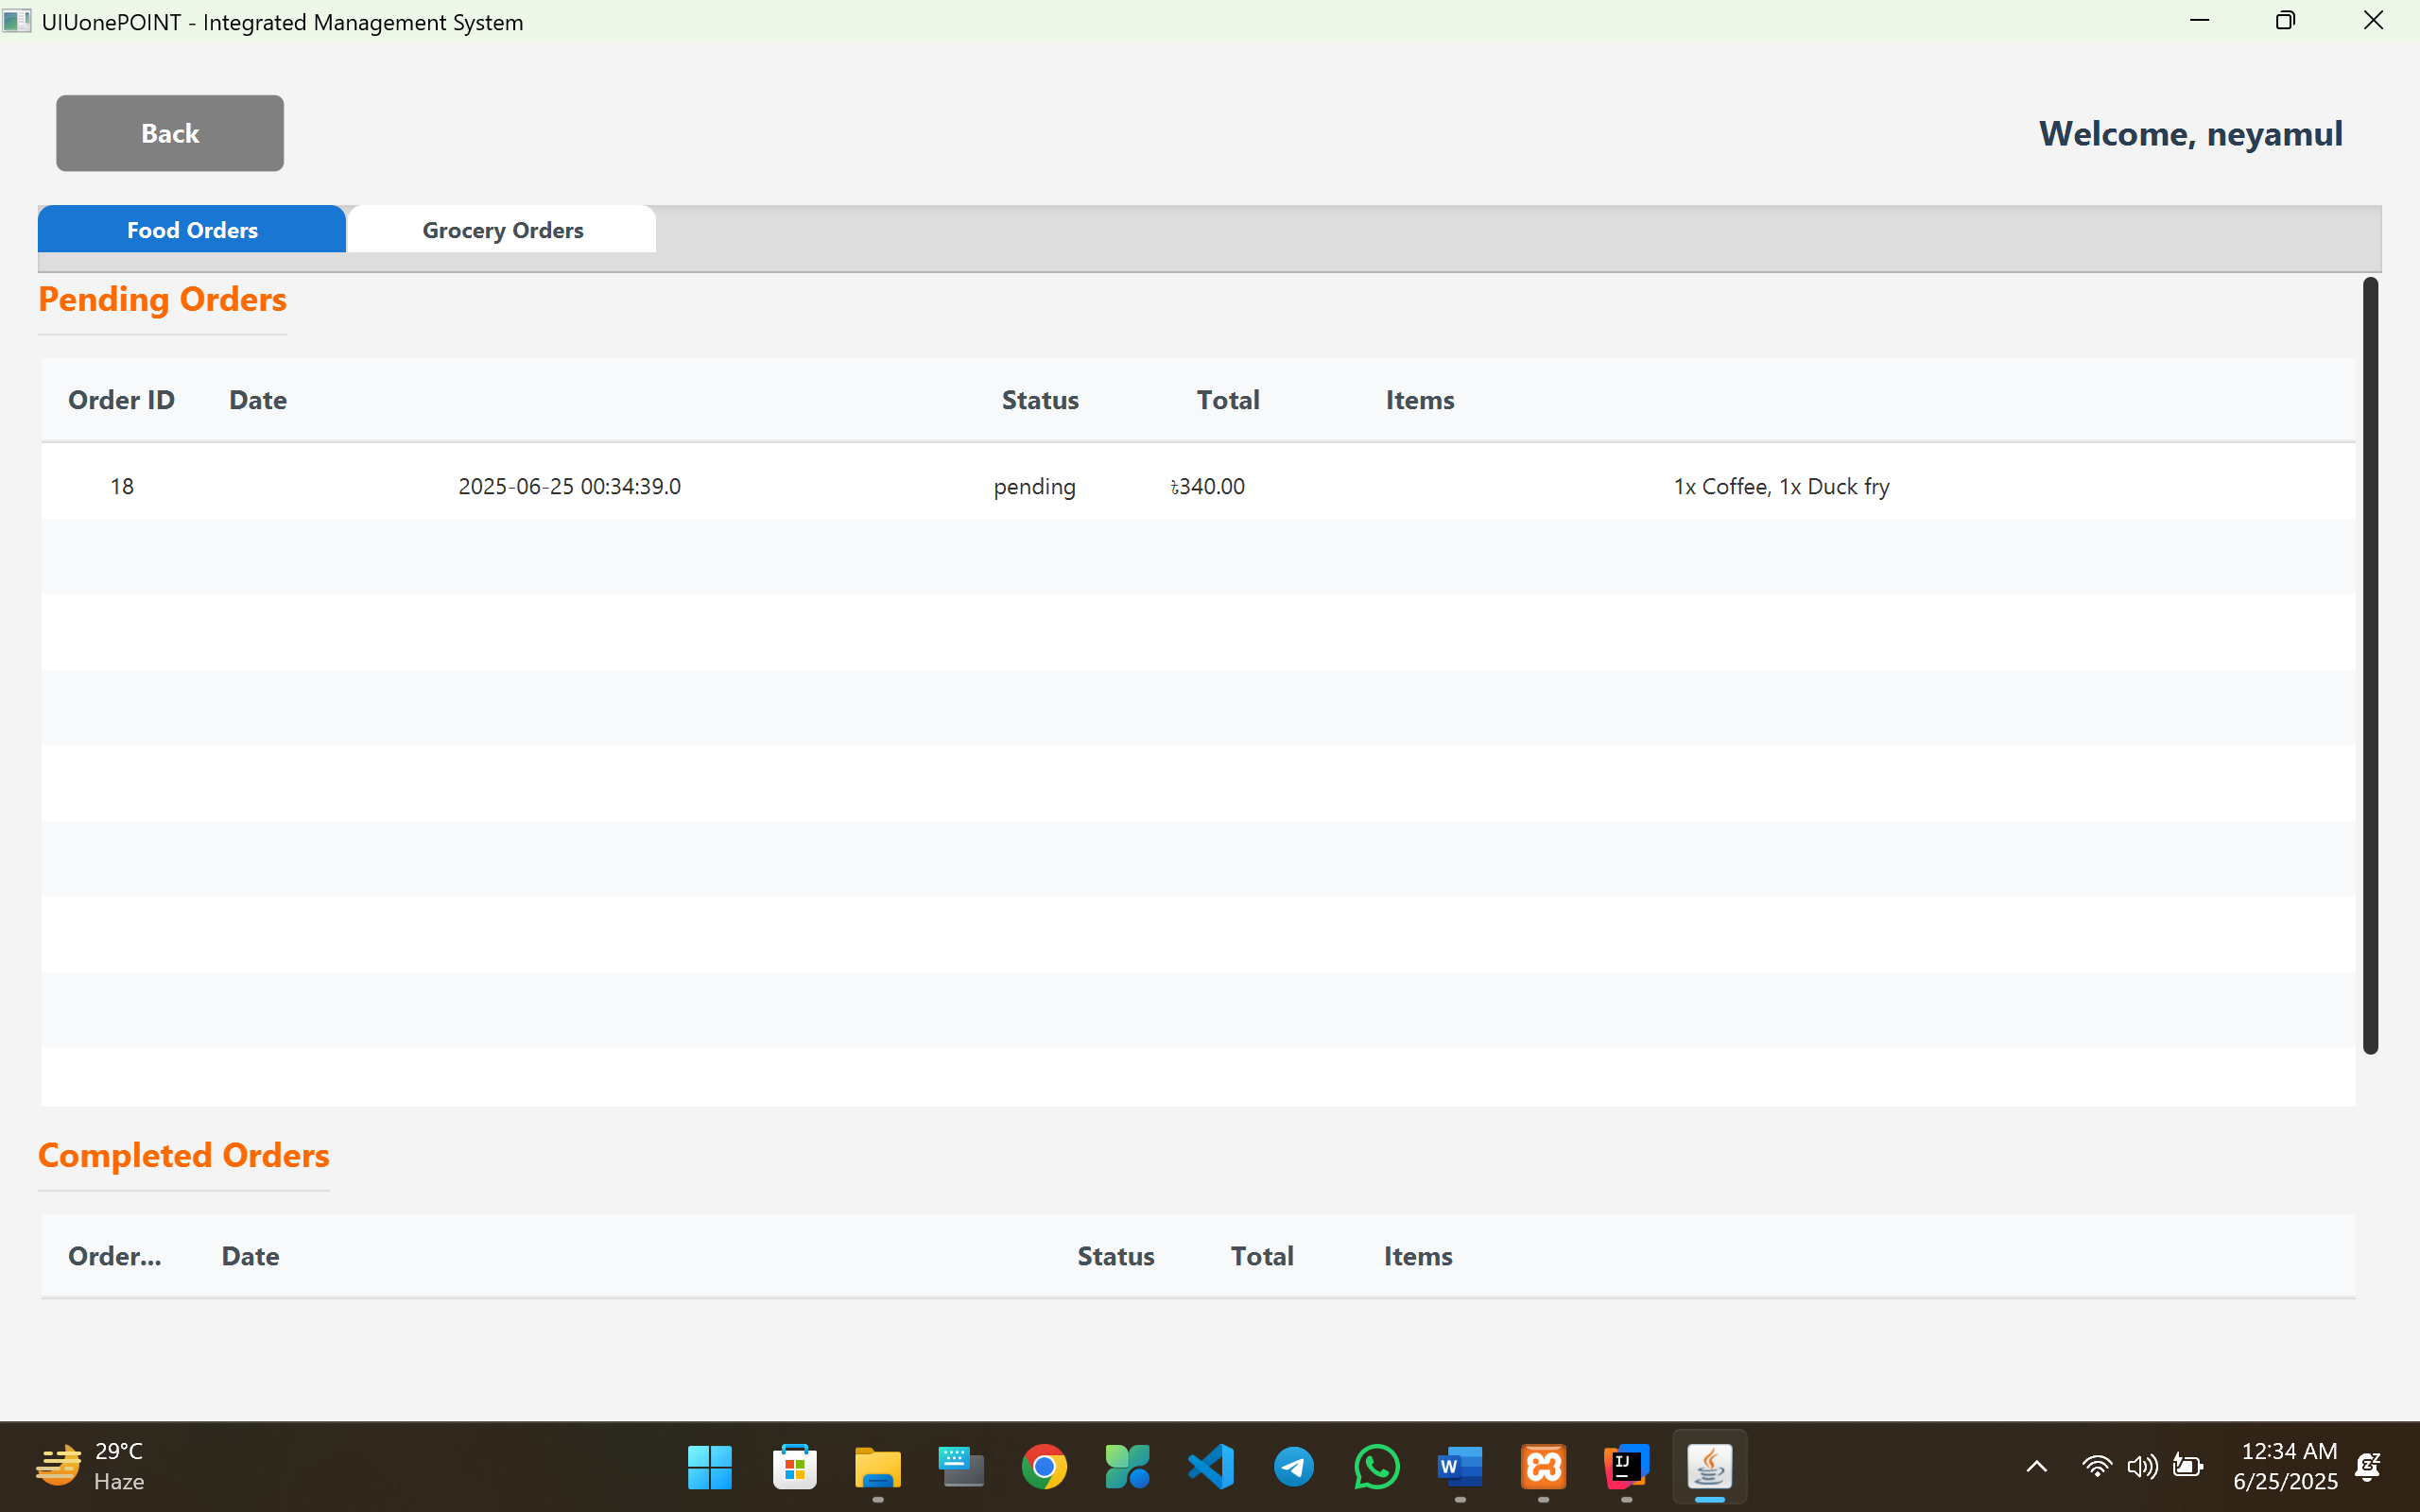 UIUonePOINT - Integrated Management System
Back
Welcome, neyamul
Food Orders
Grocery Orders
Pending Orders
Order ID Date Status Total Items
18 2025-06-25 00:34:39.0 pending ৳340.00 1x Coffee, 1x Duck fry
Completed Orders
Order... Date Status Total Items
29°C
Haze
W
IJ
12:34 AM
6/25/2025